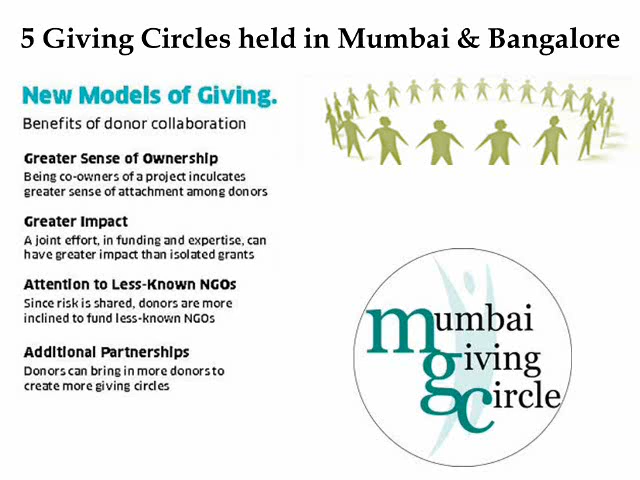 5 Giving Circles held in Mumbai & Bangalore
New Models of Giving.
Benefits of donor collaboration
Greater Sense of Ownership
Being co-owners of a project inculcates
greater sense of attachment among donors
Greater Impact
A joint effort, in funding and expertise, can
have greater impact than isolated grants
Attention to Less-Known NGOs
Since risk is shared, donors are more
inclined to fund less-known NGOs
Additional Partnerships
Donors can bring in more donors to
create more giving circles
mumbai
giving
circle